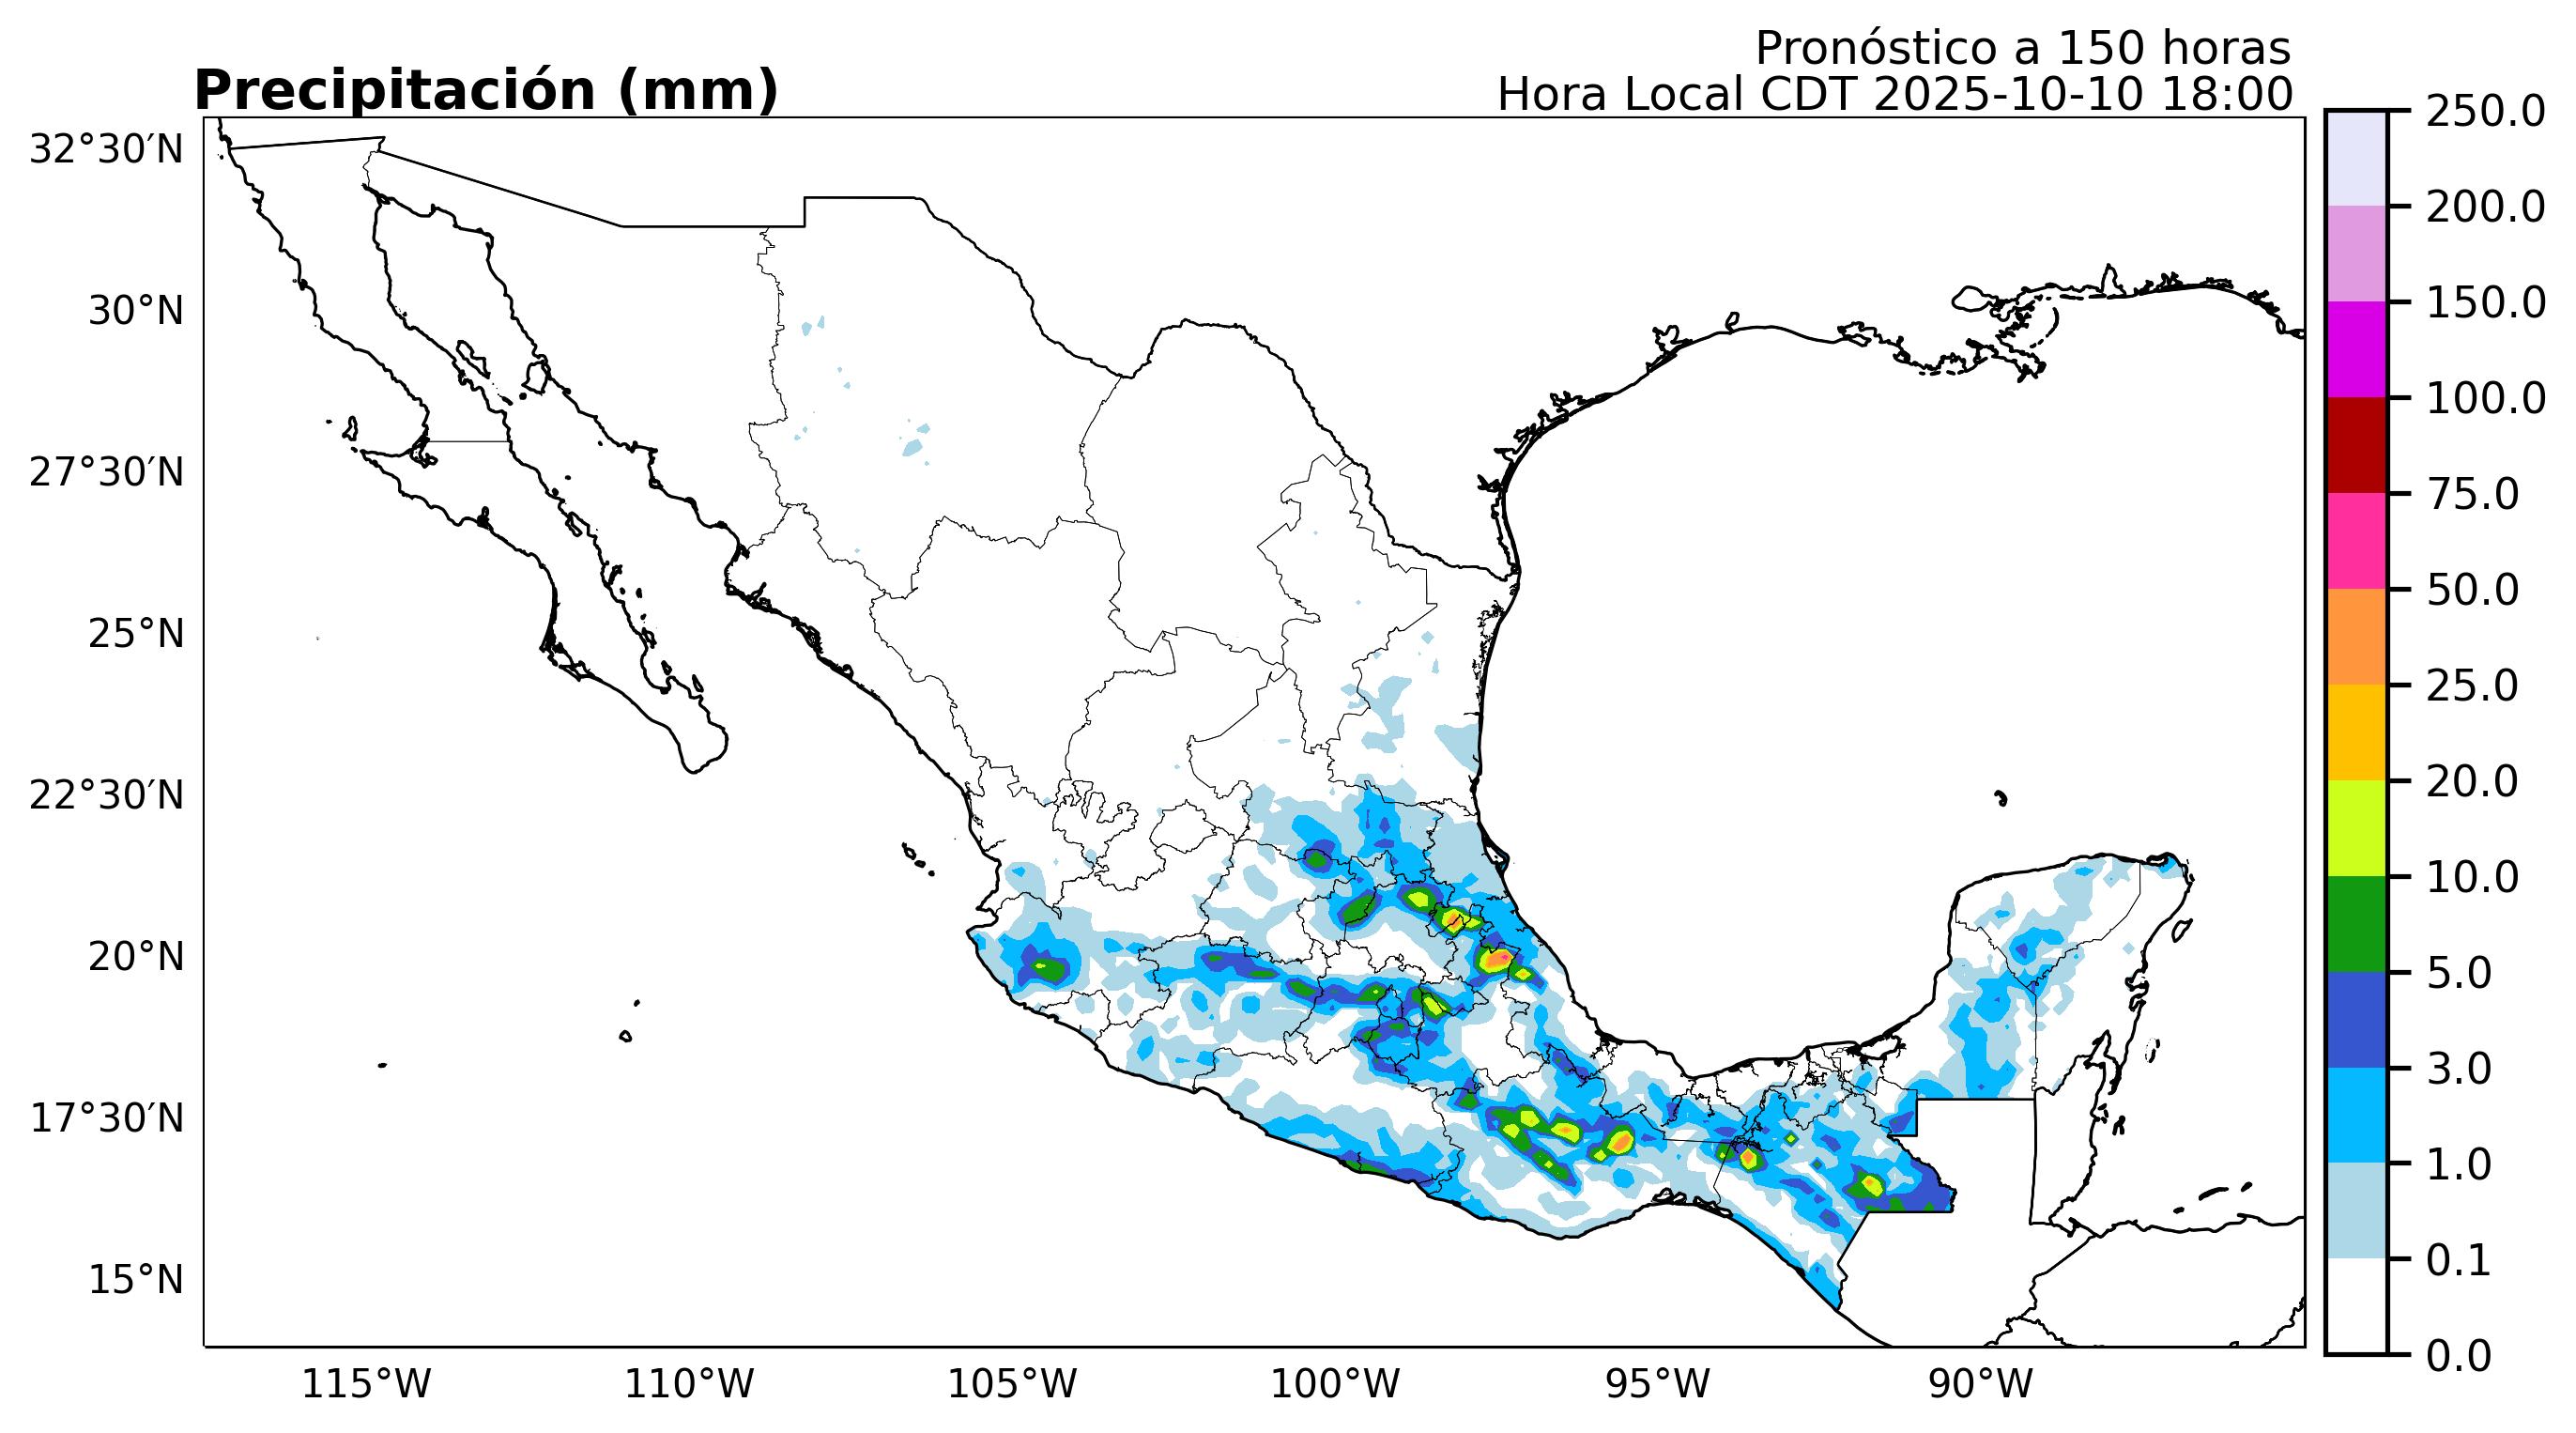 Pronóstico a 150 horas
Precipitación (mm)
Hora Local CDT 2025-10-10 18:00
32°30′N
30°N
27°30′N
25°N
22°30′N
20°N
17°30′N
15°N
115°W
110°W
105°W
100°W
95°W
90°W
250.0
200.0
150.0
100.0
75.0
50.0
25.0
20.0
10.0
5.0
3.0
1.0
0.1
0.0